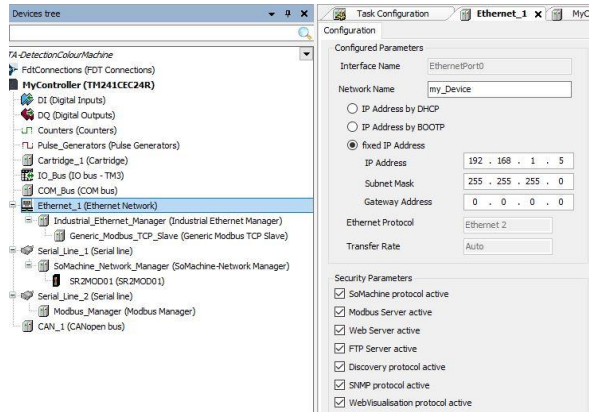 Devices tree
TA-DetectionColourMachine
FdtConnections (FDT Connections)
MyController (TM241CEC24R)
DI (Digital Inputs)
DQ (Digital Outputs)
Counters (Counters)
Pulse_Generators (Pulse Generators)
Cartridge_1 (Cartridge)
IO_Bus (IO bus - TM3)
COM_Bus (COM bus)
Ethernet_1 (Ethernet Network)
Industrial_Ethernet_Manager (Industrial Ethernet Manager)
Generic_Modbus_TCP_Slave (Generic Modbus TCP Slave)
Serial_Line_1 (Serial line)
SoMachine_Network_Manager (SoMachine-Network Manager)
SR2MOD01 (SR2MOD01)
Serial_Line_2 (Serial line)
Modbus_Manager (Modbus Manager)
CAN_1 (CANopen bus)
Task Configuration Ethernet_1 X MyC
Configuration
Configured Parameters
Interface Name EthernetPort0
Network Name my_Device
IP Address by DHCP
IP Address by BOOTP
fixed IP Address
IP Address 192 . 168 . 1 . 5
Subnet Mask 255 . 255 . 255 . 0
Gateway Address 0 . 0 . 0 . 0
Ethernet Protocol Ethernet 2
Transfer Rate Auto
Security Parameters
SoMachine protocol active
Modbus Server active
Web Server active
FTP Server active
Discovery protocol active
SNMP protocol active
WebVisualisation protocol active